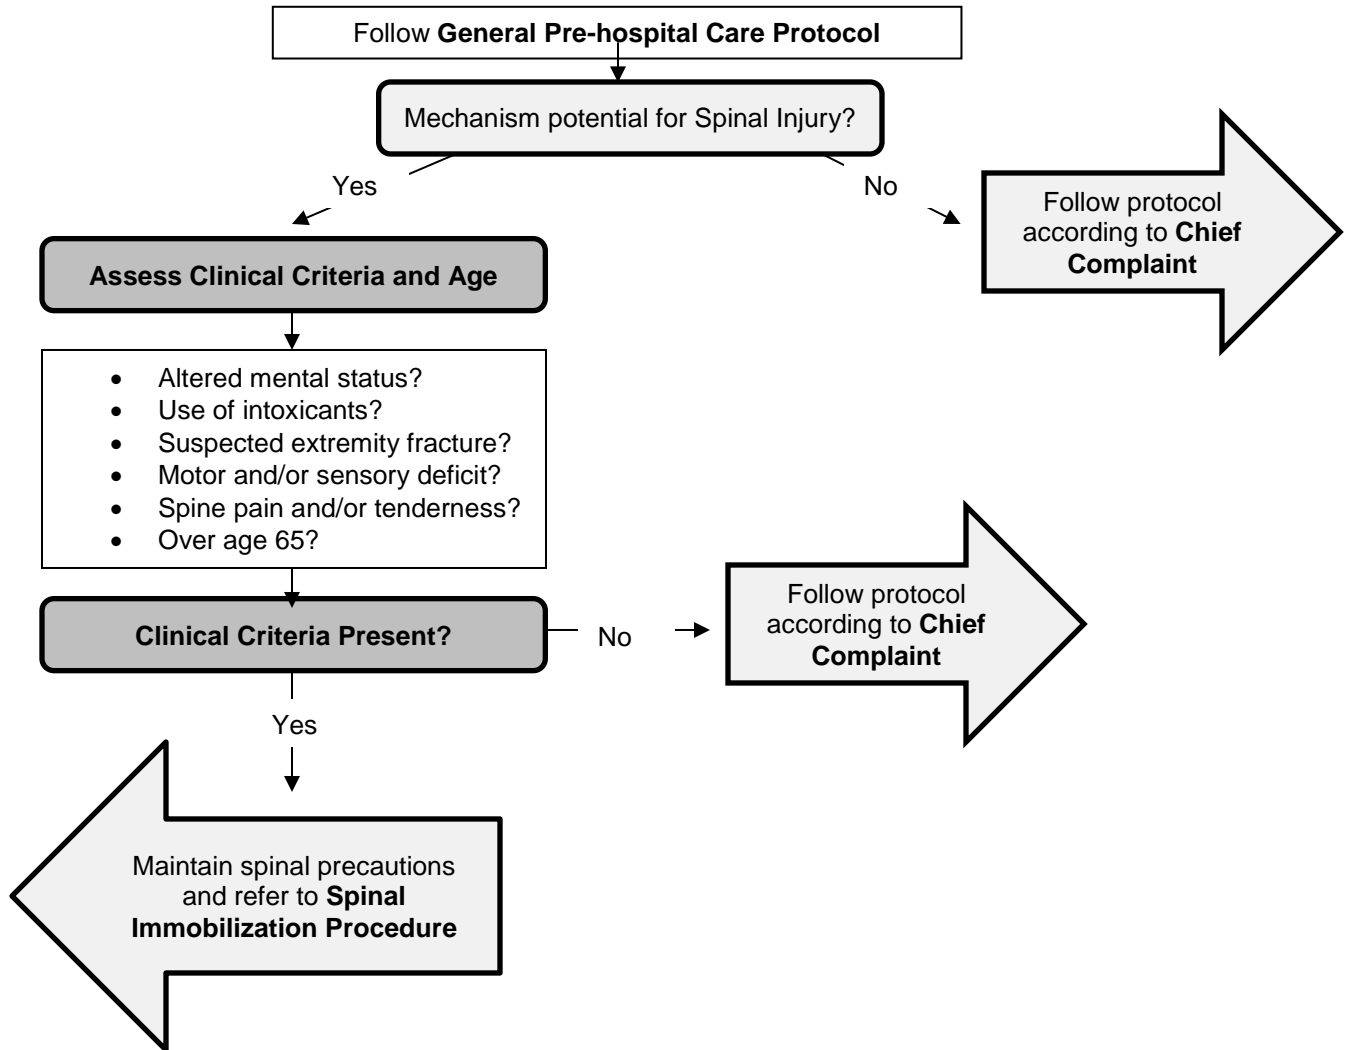 Follow General Pre-hospital Care Protocol
Mechanism potential for Spinal Injury?
Yes
No
Follow protocol
according to Chief
Complaint
Assess Clinical Criteria and Age
• Altered mental status?
• Use of intoxicants?
• Suspected extremity fracture?
• Motor and/or sensory deficit?
• Spine pain and/or tenderness?
• Over age 65?
Clinical Criteria Present?
No
Follow protocol
according to Chief
Complaint
Yes
Maintain spinal precautions
and refer to Spinal
Immobilization Procedure